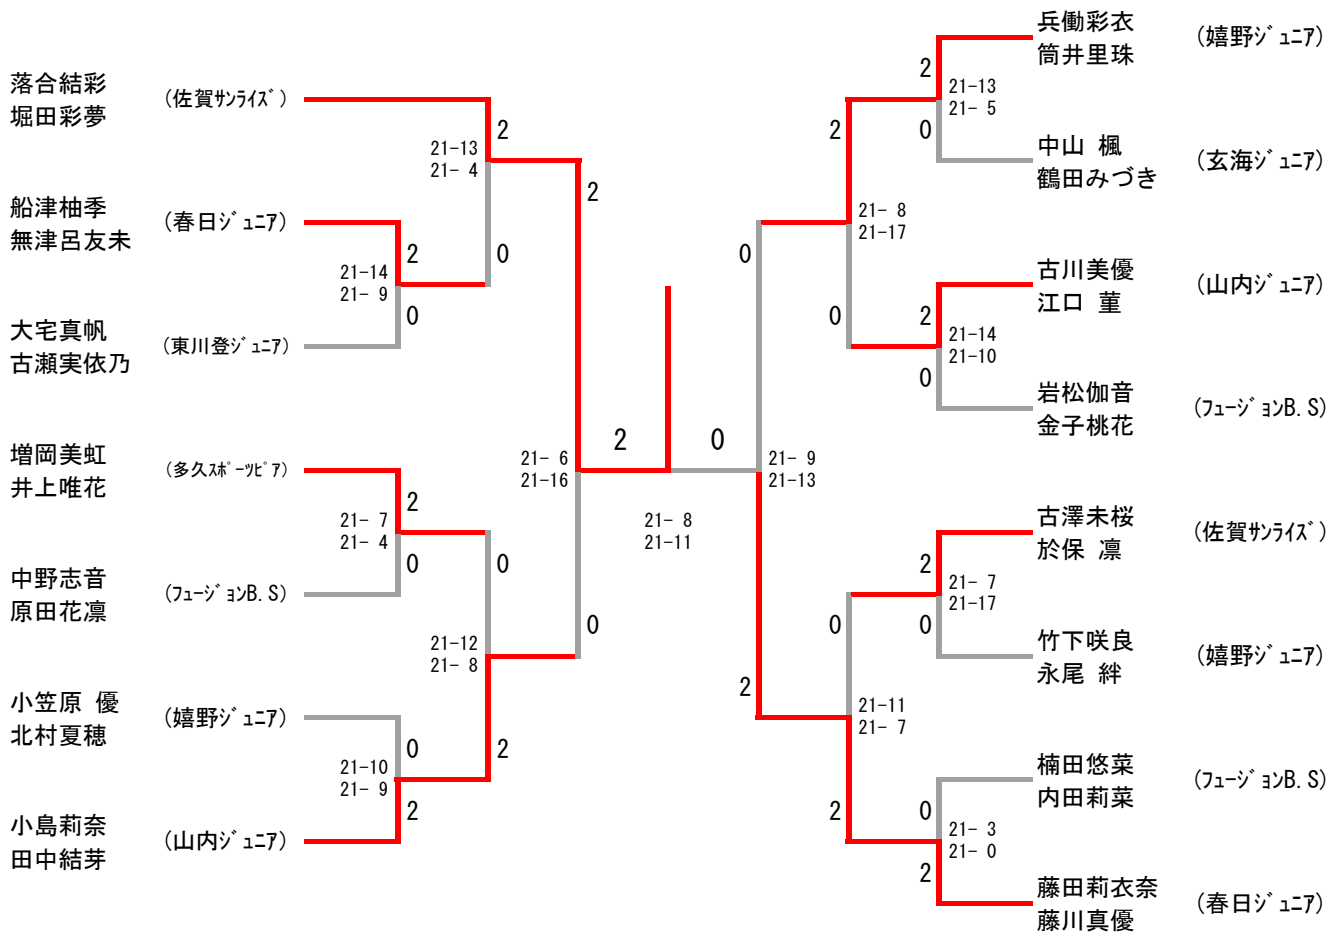 落合結彩
堀田彩夢
(佐賀サンライズ)
船津柚季
無津呂友未
(春日ジュニア)
大宅真帆
古瀬実依乃
(東川登ジュニア)
増岡美虹
井上唯花
(多久スポーツピア)
中野志音
原田花凛
(フュージョンB.S)
小笠原 優
北村夏穂
(嬉野ジュニア)
小島莉奈
田中結芽
(山内ジュニア)
2
21-13
21- 4
0
2
21-14
21- 9
0
2
21- 7
21- 4
0
0
21-12
21- 8
2
0
21-10
21- 9
2
2
21- 6
21-16
0
2
0
21- 8
21-11
0
21- 9
21-13
2
2
21- 8
21-17
0
0
21-11
21- 7
2
2
21-13
21- 5
0
2
21-14
21-10
0
2
21- 7
21-17
0
0
21- 3
21- 0
2
兵働彩衣
筒井里珠
(嬉野ジュニア)
中山 楓
鶴田みづき
(玄海ジュニア)
古川美優
江口 菫
(山内ジュニア)
岩松伽音
金子桃花
(フュージョンB.S)
古澤未桜
於保 凛
(佐賀サンライズ)
竹下咲良
永尾 絆
(嬉野ジュニア)
楠田悠菜
内田莉菜
(フュージョンB.S)
藤田莉衣奈
藤川真優
(春日ジュニア)